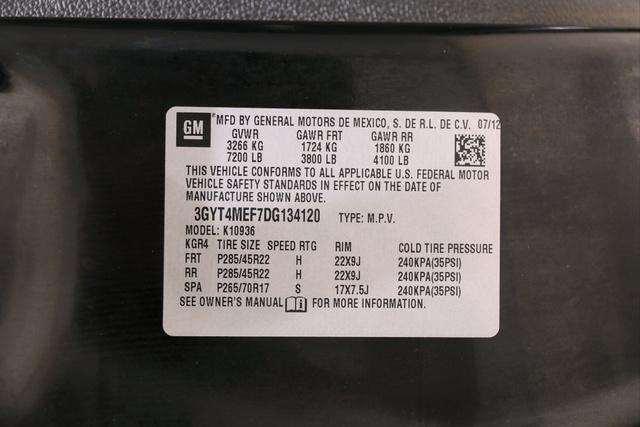 GM
MFD BY GENERAL MOTORS DE MEXICO, S. DE R.L. DE C.V. 07/12
GVWR GAWR FRT GAWR RR
3266 KG 1724 KG 1860 KG
7200 LB 3800 LB 4100 LB
THIS VEHICLE CONFORMS TO ALL APPLICABLE U.S. FEDERAL MOTOR
VEHICLE SAFETY STANDARDS IN EFFECT ON THE DATE OF
MANUFACTURE SHOWN ABOVE.
3GYT4MEF7DG134120 TYPE: M.P.V.
MODEL: K10936
KGR4 TIRE SIZE SPEED RTG RIM COLD TIRE PRESSURE
FRT P285/45R22 H 22X9J 240KPA(35PSI)
RR P285/45R22 H 22X9J 240KPA(35PSI)
SPA P265/70R17 S 17X7.5J 240KPA(35PSI)
SEE OWNER'S MANUAL FOR MORE INFORMATION.